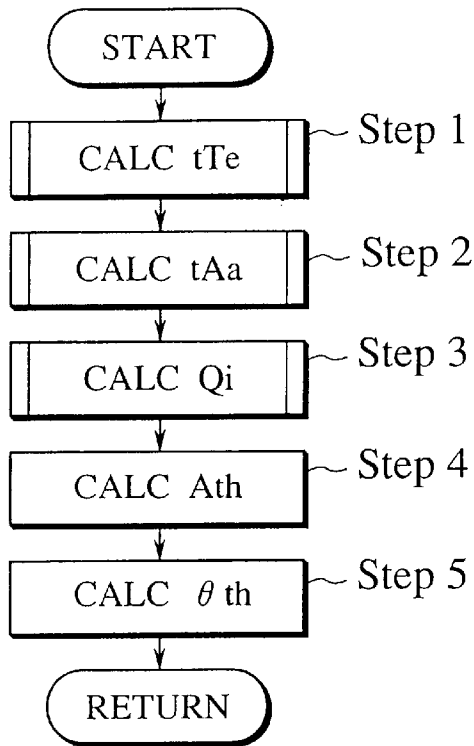 START
CALC tTe
Step 1
CALC tAa
Step 2
CALC Qi
Step 3
CALC Ath
Step 4
CALC θ th
Step 5
RETURN